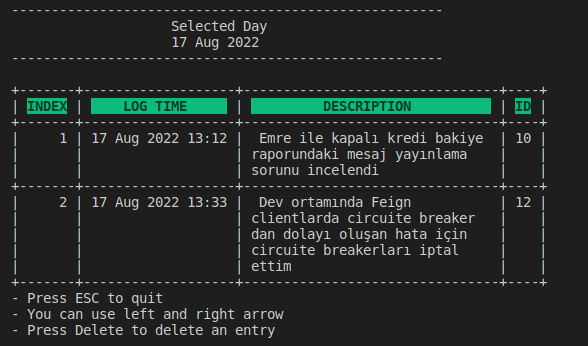 Selected Day
17 Aug 2022
INDEX LOG TIME DESCRIPTION ID
1 17 Aug 2022 13:12 Emre ile kapalı kredi bakiye 10
raporundaki mesaj yayınlama
sorunu incelendi
2 17 Aug 2022 13:33 Dev ortamında Feign 12
clientlarda circuite breaker
dan dolayı oluşan hata için
circuite breakerları iptal
ettim
- Press ESC to quit
- You can use left and right arrow
- Press Delete to delete an entry